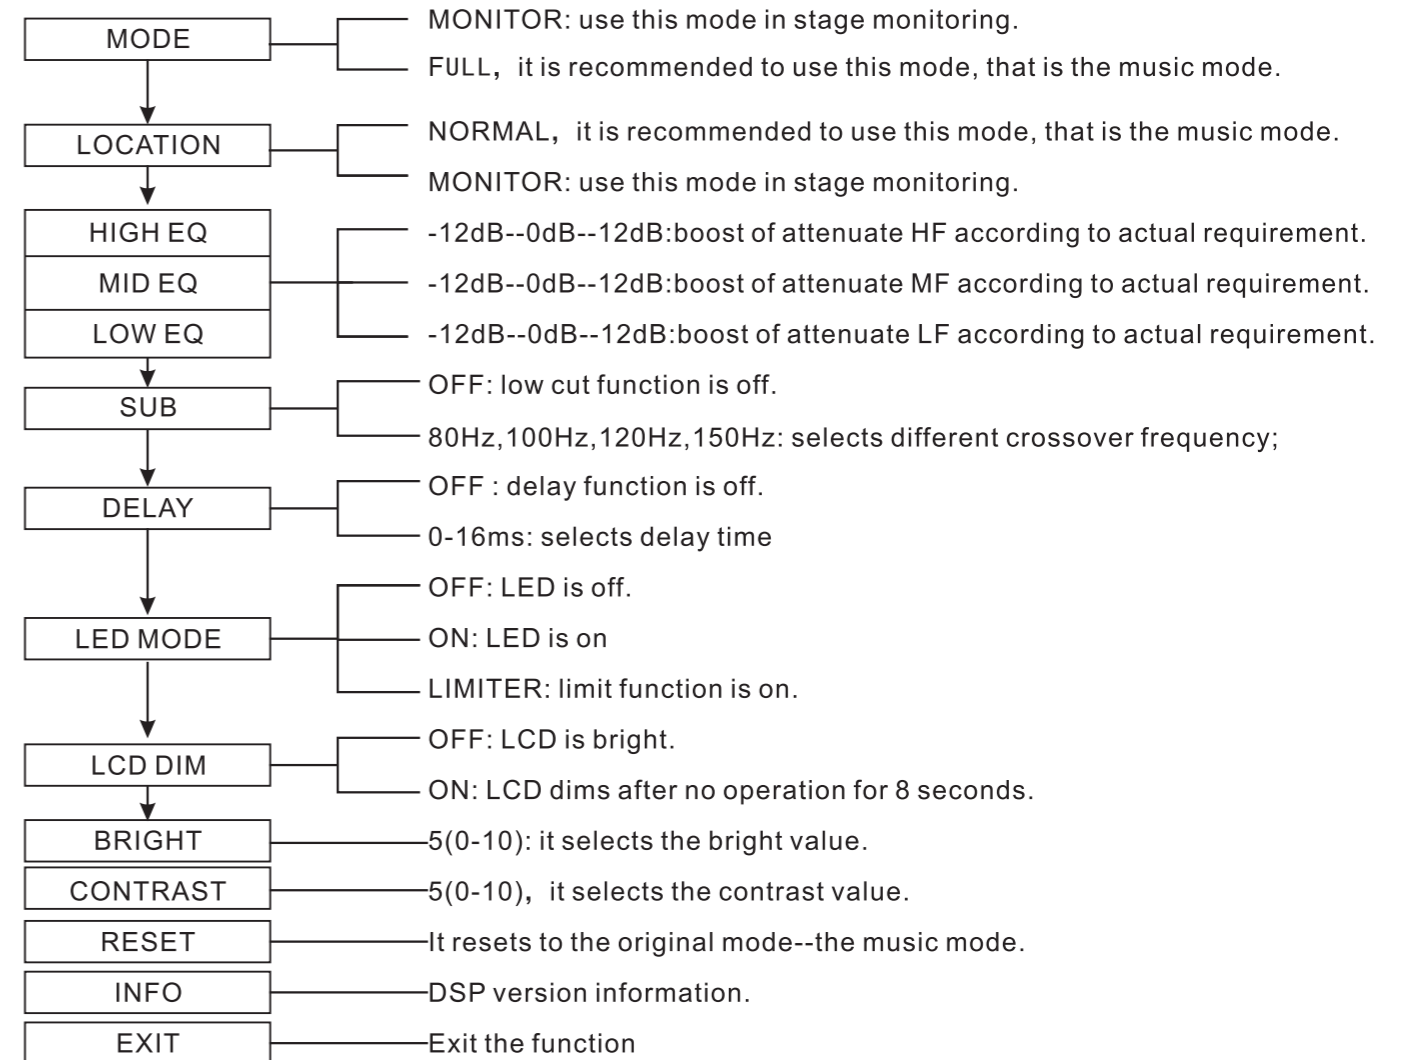 MODE
MONITOR: use this mode in stage monitoring.
FULL，it is recommended to use this mode, that is the music mode.
LOCATION
NORMAL，it is recommended to use this mode, that is the music mode.
MONITOR: use this mode in stage monitoring.
HIGH EQ
-12dB--0dB--12dB:boost of attenuate HF according to actual requirement.
MID EQ
-12dB--0dB--12dB:boost of attenuate MF according to actual requirement.
LOW EQ
-12dB--0dB--12dB:boost of attenuate LF according to actual requirement.
SUB
OFF: low cut function is off.
80Hz,100Hz,120Hz,150Hz: selects different crossover frequency;
DELAY
OFF : delay function is off.
0-16ms: selects delay time
LED MODE
OFF: LED is off.
ON: LED is on
LIMITER: limit function is on.
LCD DIM
OFF: LCD is bright.
ON: LCD dims after no operation for 8 seconds.
BRIGHT
5(0-10): it selects the bright value.
CONTRAST
5(0-10)，it selects the contrast value.
RESET
It resets to the original mode--the music mode.
INFO
DSP version information.
EXIT
Exit the function